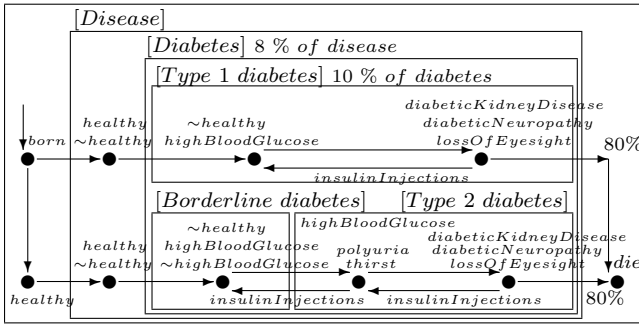 [Disease]
[Diabetes] 8 % of disease
[Type 1 diabetes] 10 % of diabetes
born
healthy
~healthy
~healthy
highBloodGlucose
diabeticKidneyDisease
diabeticNeuropathy
lossOfEyesight
80%
insulinInjections
[Borderline diabetes]
[Type 2 diabetes]
healthy
healthy
~healthy
~healthy
highBloodGlucose
~highBloodGlucose
highBloodGlucose
polyuria
thirst
diabeticKidneyDisease
diabeticNeuropathy
lossOfEyesight
die
80%
insulinInjections
insulinInjections